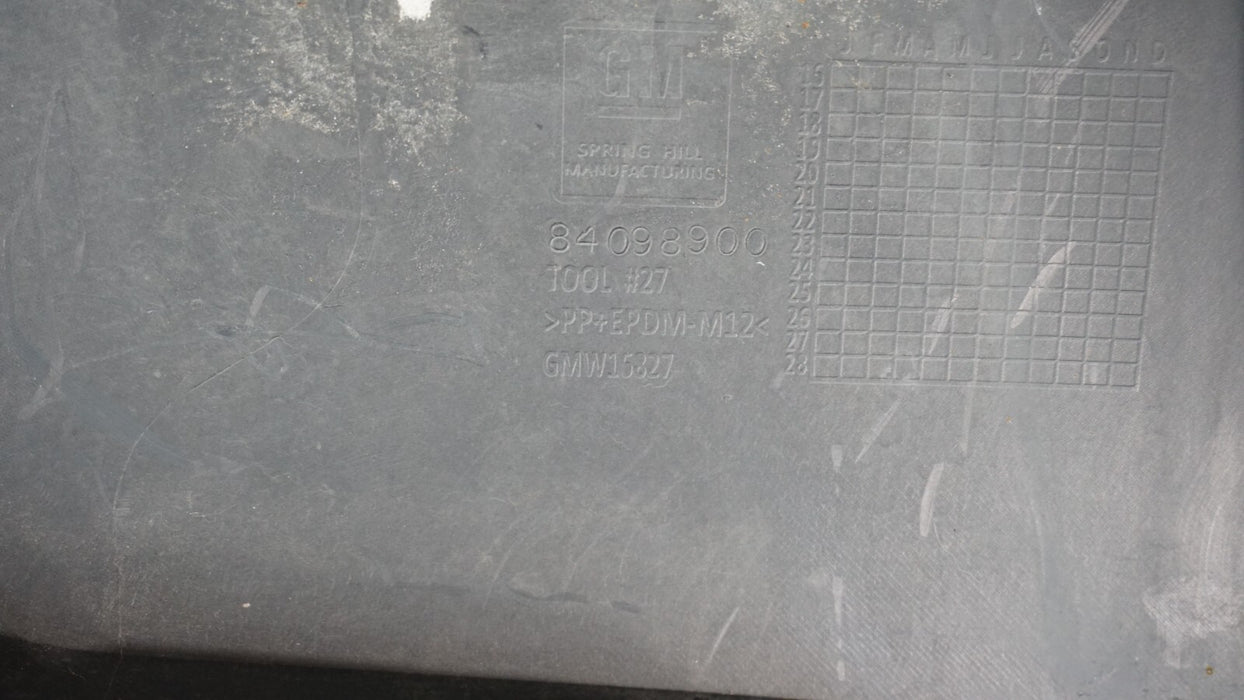 GM
SPRING HILL
MANUFACTURING
84098900
TOOL #27
>PP+EPDM-M12<
GMW15827
J F M A M J J A S O N D
16
17
18
19
20
21
22
23
24
25
26
27
28